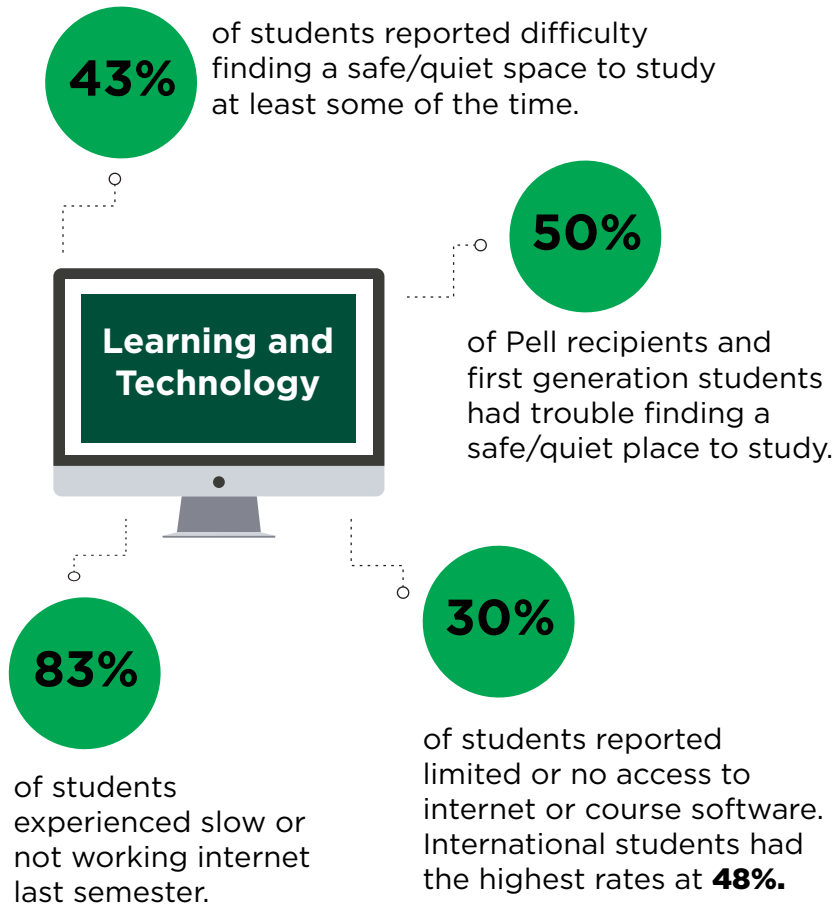 43%
of students reported difficulty
finding a safe/quiet space to study
at least some of the time.
50%
of Pell recipients and
first generation students
had trouble finding a
safe/quiet place to study.
Learning and
Technology
83%
of students
experienced slow or
not working internet
last semester.
30%
of students reported
limited or no access to
internet or course software.
International students had
the highest rates at 48%.